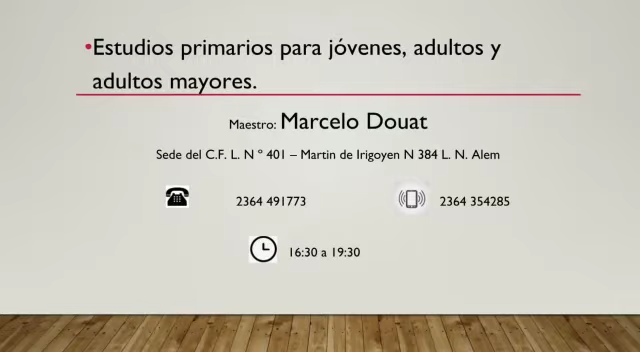 •Estudios primarios para jóvenes, adultos y
adultos mayores.
Maestro: Marcelo Douat
Sede del C.F. L. N ° 401 – Martin de Irigoyen N 384 L. N. Alem
2364 491773
2364 354285
16:30 a 19:30